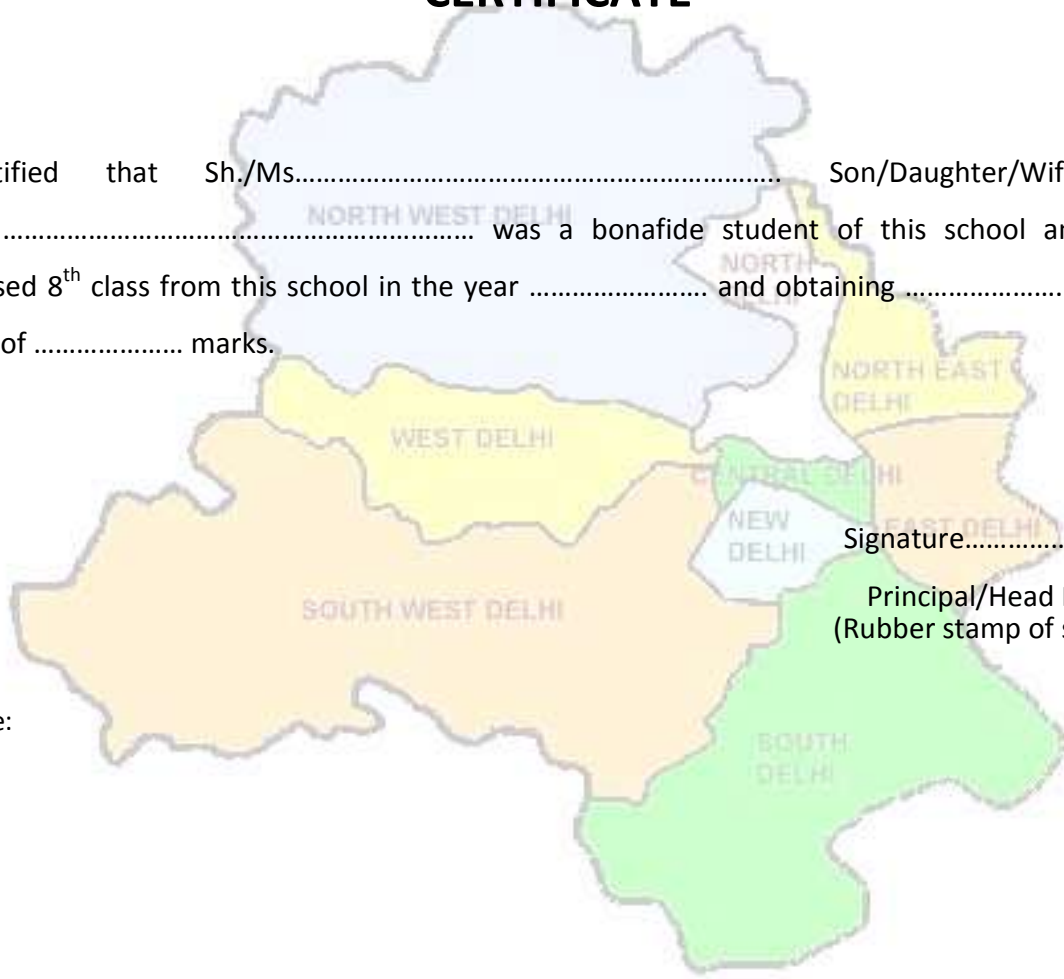 CERTIFICATE
tified that Sh./Ms.…………………………………………………………. Son/Daughter/Wif
……………………………………………………… was a bonafide student of this school a
sed 8th class from this school in the year …………………. and obtaining ……………….
of ……………… marks.
NORTH WEST DELHI
NORTH
DELHI
NORTH EAST
DELHI
WEST DELHI
CENTRAL DELHI
NEW
DELHI
EAST DELHI
Signature…………
SOUTH WEST DELHI
Principal/Head
(Rubber stamp of s
e:
SOUTH
DELHI